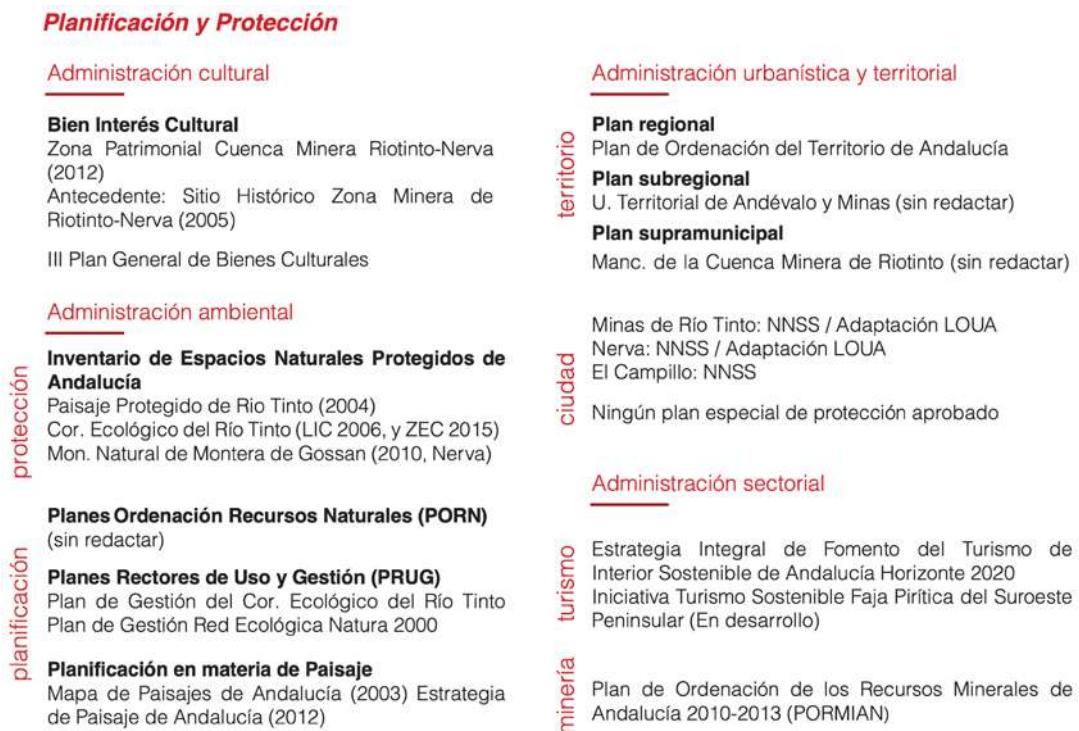 Planificación y Protección
Administración cultural
Bien Interés Cultural
Zona Patrimonial Cuenca Minera Riotinto-Nerva
(2012)
Antecedente: Sitio Histórico Zona Minera de
Riotinto-Nerva (2005)
III Plan General de Bienes Culturales
Administración ambiental
protección
Inventario de Espacios Naturales Protegidos de
Andalucía
Paisaje Protegido de Rio Tinto (2004)
Cor. Ecológico del Río Tinto (LIC 2006, y ZEC 2015)
Mon. Natural de Montera de Gossan (2010, Nerva)
planificación
Planes Ordenación Recursos Naturales (PORN)
(sin redactar)
Planes Rectores de Uso y Gestión (PRUG)
Plan de Gestión del Cor. Ecológico del Río Tinto
Plan de Gestión Red Ecológica Natura 2000
Planificación en materia de Paisaje
Mapa de Paisajes de Andalucía (2003) Estrategia
de Paisaje de Andalucía (2012)
Administración urbanística y territorial
territorio
Plan regional
Plan de Ordenación del Territorio de Andalucía
Plan subregional
U. Territorial de Andévalo y Minas (sin redactar)
Plan supramunicipal
Manc. de la Cuenca Minera de Riotinto (sin redactar)
ciudad
Minas de Río Tinto: NNSS / Adaptación LOUA
Nerva: NNSS / Adaptación LOUA
El Campillo: NNSS
Ningún plan especial de protección aprobado
Administración sectorial
turismo
Estrategia Integral de Fomento del Turismo de
Interior Sostenible de Andalucía Horizonte 2020
Iniciativa Turismo Sostenible Faja Pirítica del Suroeste
Peninsular (En desarrollo)
minería
Plan de Ordenación de los Recursos Minerales de
Andalucía 2010-2013 (PORMIAN)